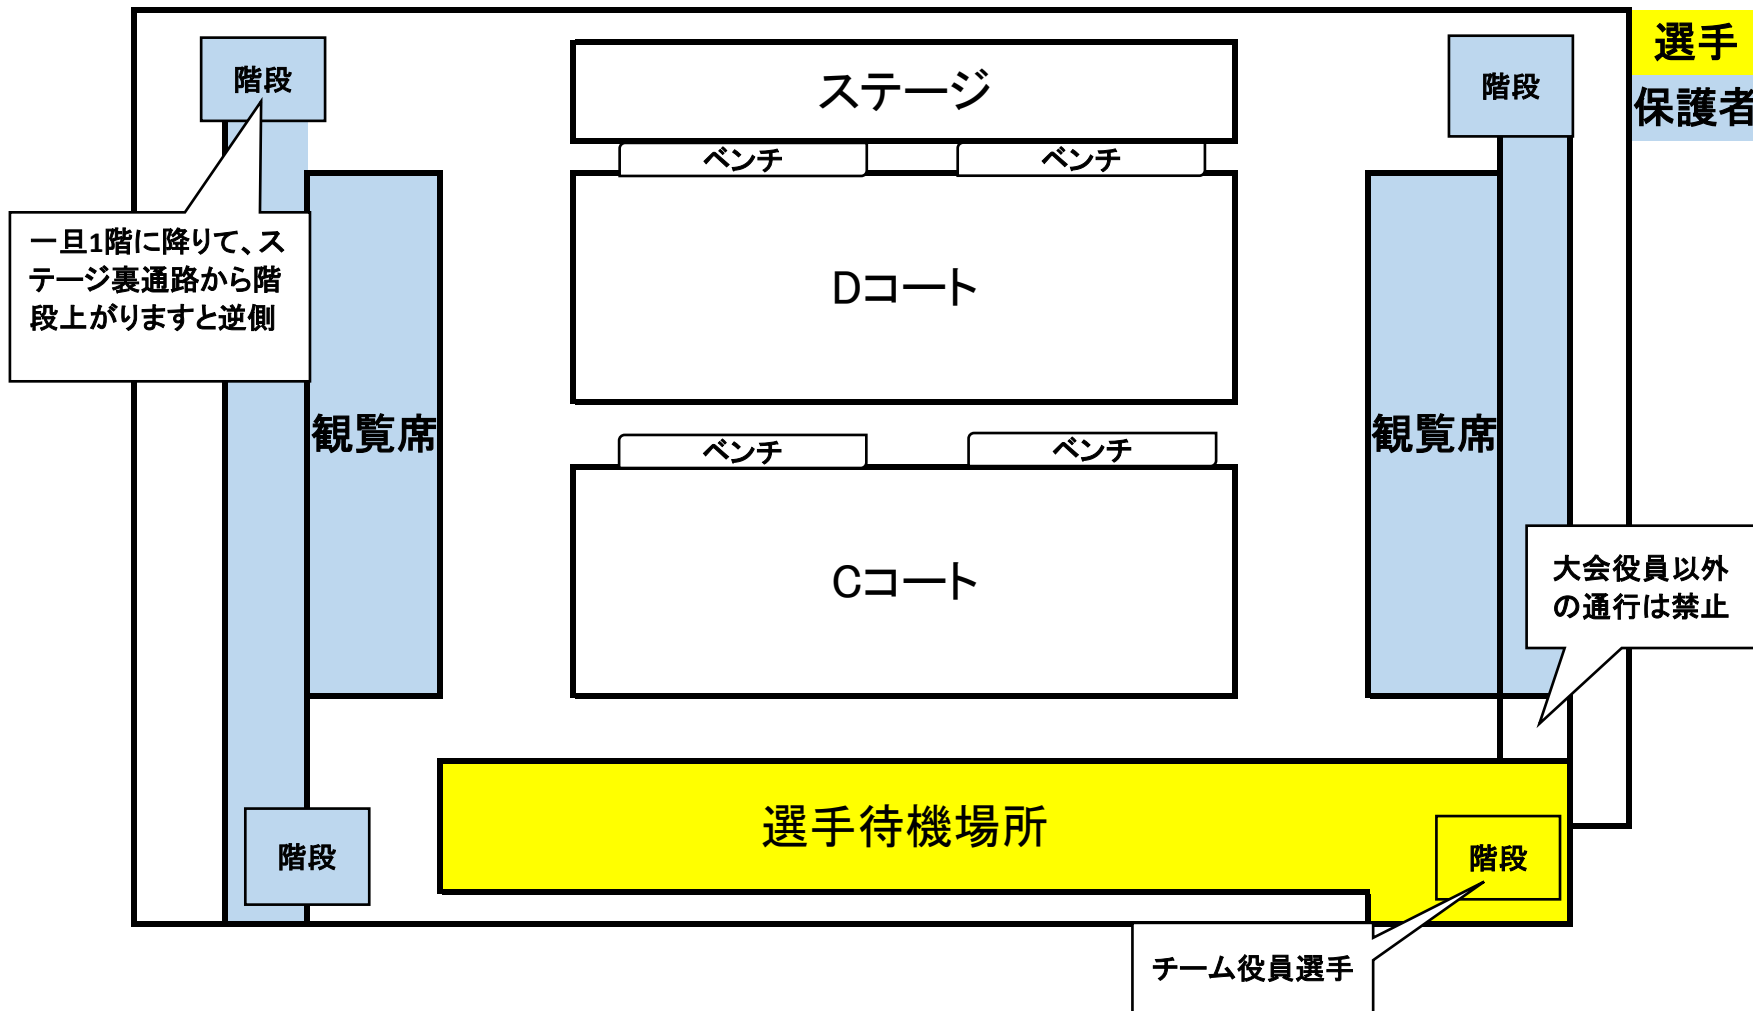 選手
保護者
階段
ステージ
階段
ベンチ
ベンチ
一旦1階に降りて、ス
テージ裏通路から階
段上がりますと逆側
Dコート
観覧席
観覧席
ベンチ
ベンチ
Cコート
大会役員以外
の通行は禁止
選手待機場所
階段
階段
チーム役員選手